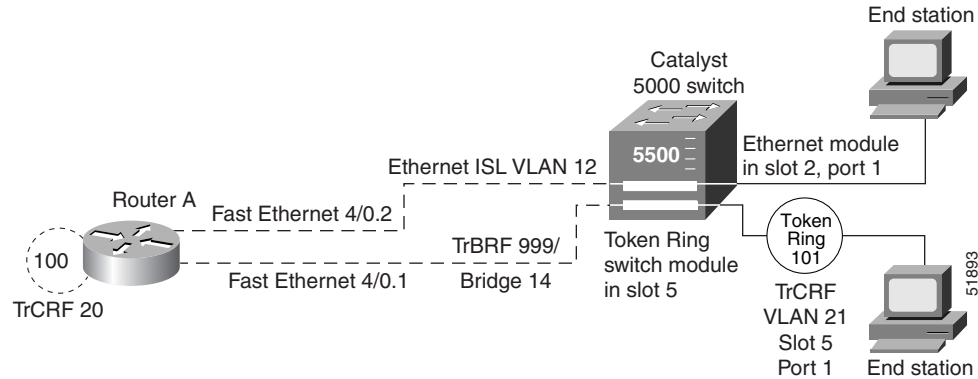 End station
Catalyst
5000 switch
5500
Ethernet module
in slot 2, port 1
Ethernet ISL VLAN 12
Router A
Fast Ethernet 4/0.2
100
TrCRF 20
Fast Ethernet 4/0.1
TrBRF 999/
Bridge 14
Token Ring
switch module
in slot 5
Token
Ring
101
TrCRF
VLAN 21
Slot 5
Port 1
End station
51893